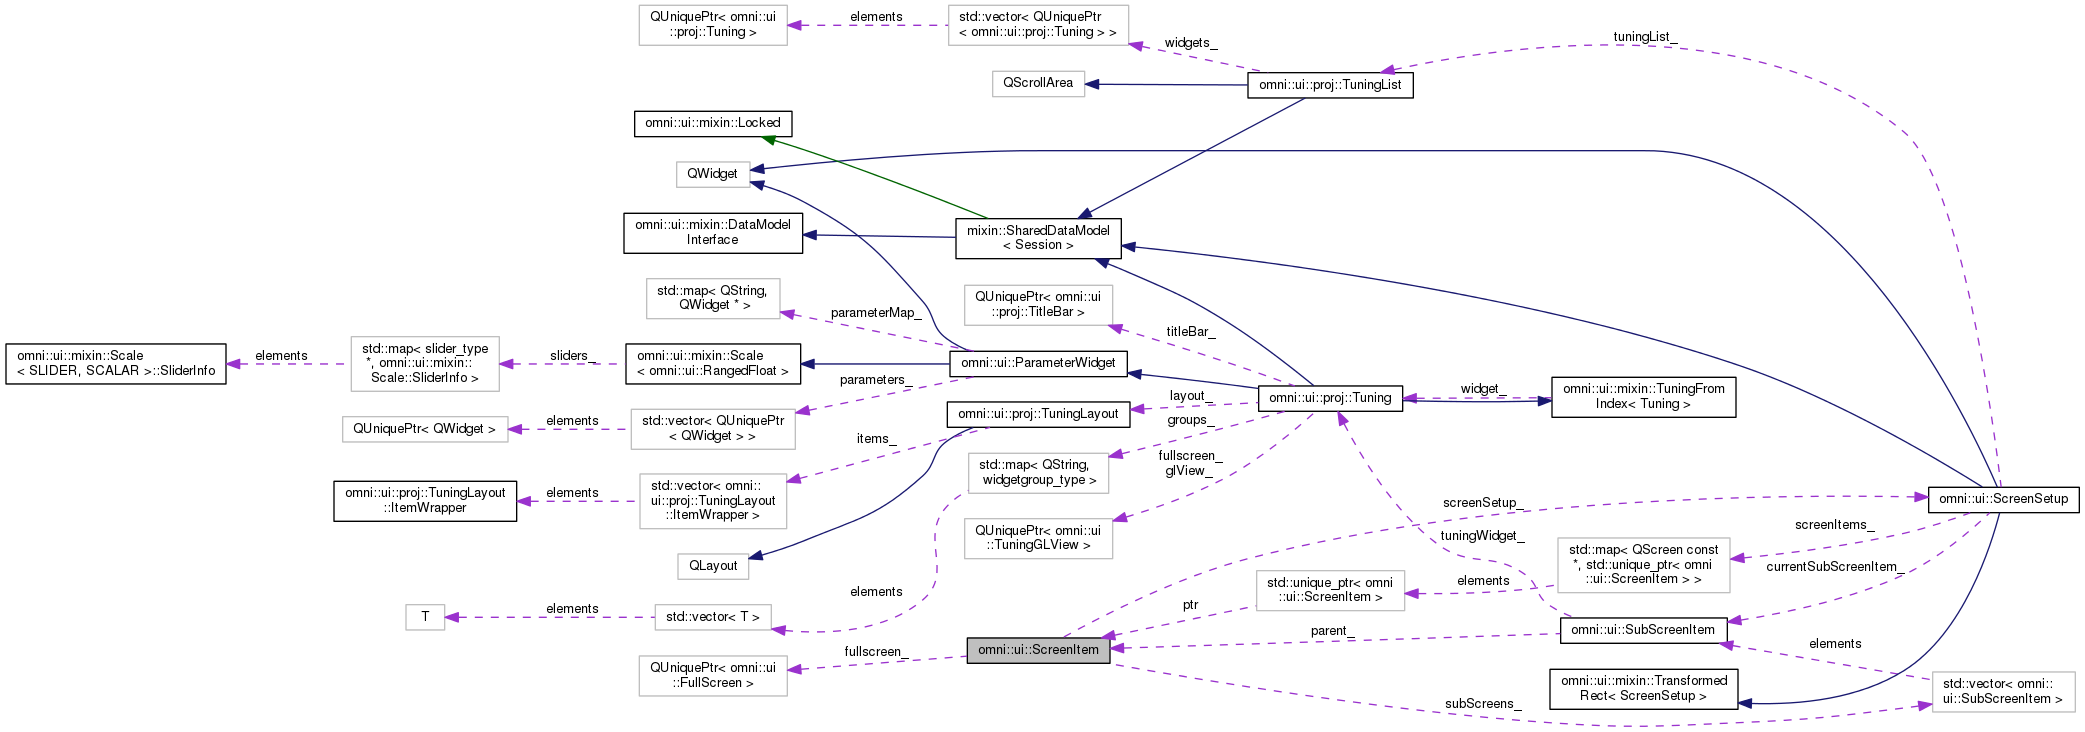 QUniquePtr< omni::ui
::proj::Tuning >
elements
std::vector< QUniquePtr
< omni::ui::proj::Tuning > >
widgets_
tuningList_
QScrollArea
omni::ui::proj::TuningList
omni::ui::mixin::Locked
QWidget
omni::ui::mixin::DataModel
Interface
mixin::SharedDataModel
< Session >
std::map< QString,
QWidget * >
parameterMap_
QUniquePtr< omni::ui
::proj::TitleBar >
titleBar_
omni::ui::mixin::Scale
< SLIDER, SCALAR >::SliderInfo
elements
std::map< slider_type
*, omni::ui::mixin::
Scale::SliderInfo >
sliders_
omni::ui::mixin::Scale
< omni::ui::RangedFloat >
omni::ui::ParameterWidget
parameters_
omni::ui::proj::Tuning
widget_
omni::ui::mixin::TuningFrom
Index< Tuning >
layout_
omni::ui::proj::TuningLayout
QUniquePtr< QWidget >
elements
std::vector< QUniquePtr
< QWidget > >
items_
groups_
fullscreen_
glView_
std::map< QString,
widgetgroup_type >
omni::ui::proj::TuningLayout
::ItemWrapper
elements
std::vector< omni::
ui::proj::TuningLayout
::ItemWrapper >
QUniquePtr< omni::ui
::TuningGLView >
screenSetup_
omni::ui::ScreenSetup
tuningWidget_
screenItems_
std::map< QScreen const
*, std::unique_ptr< omni
::ui::ScreenItem > >
currentSubScreenItem_
QLayout
elements
std::unique_ptr< omni
::ui::ScreenItem >
elements
ptr
T
elements
std::vector< T >
omni::ui::ScreenItem
parent_
omni::ui::SubScreenItem
elements
fullscreen_
QUniquePtr< omni::ui
::FullScreen >
omni::ui::mixin::Transformed
Rect< ScreenSetup >
subScreens_
std::vector< omni::
ui::SubScreenItem >